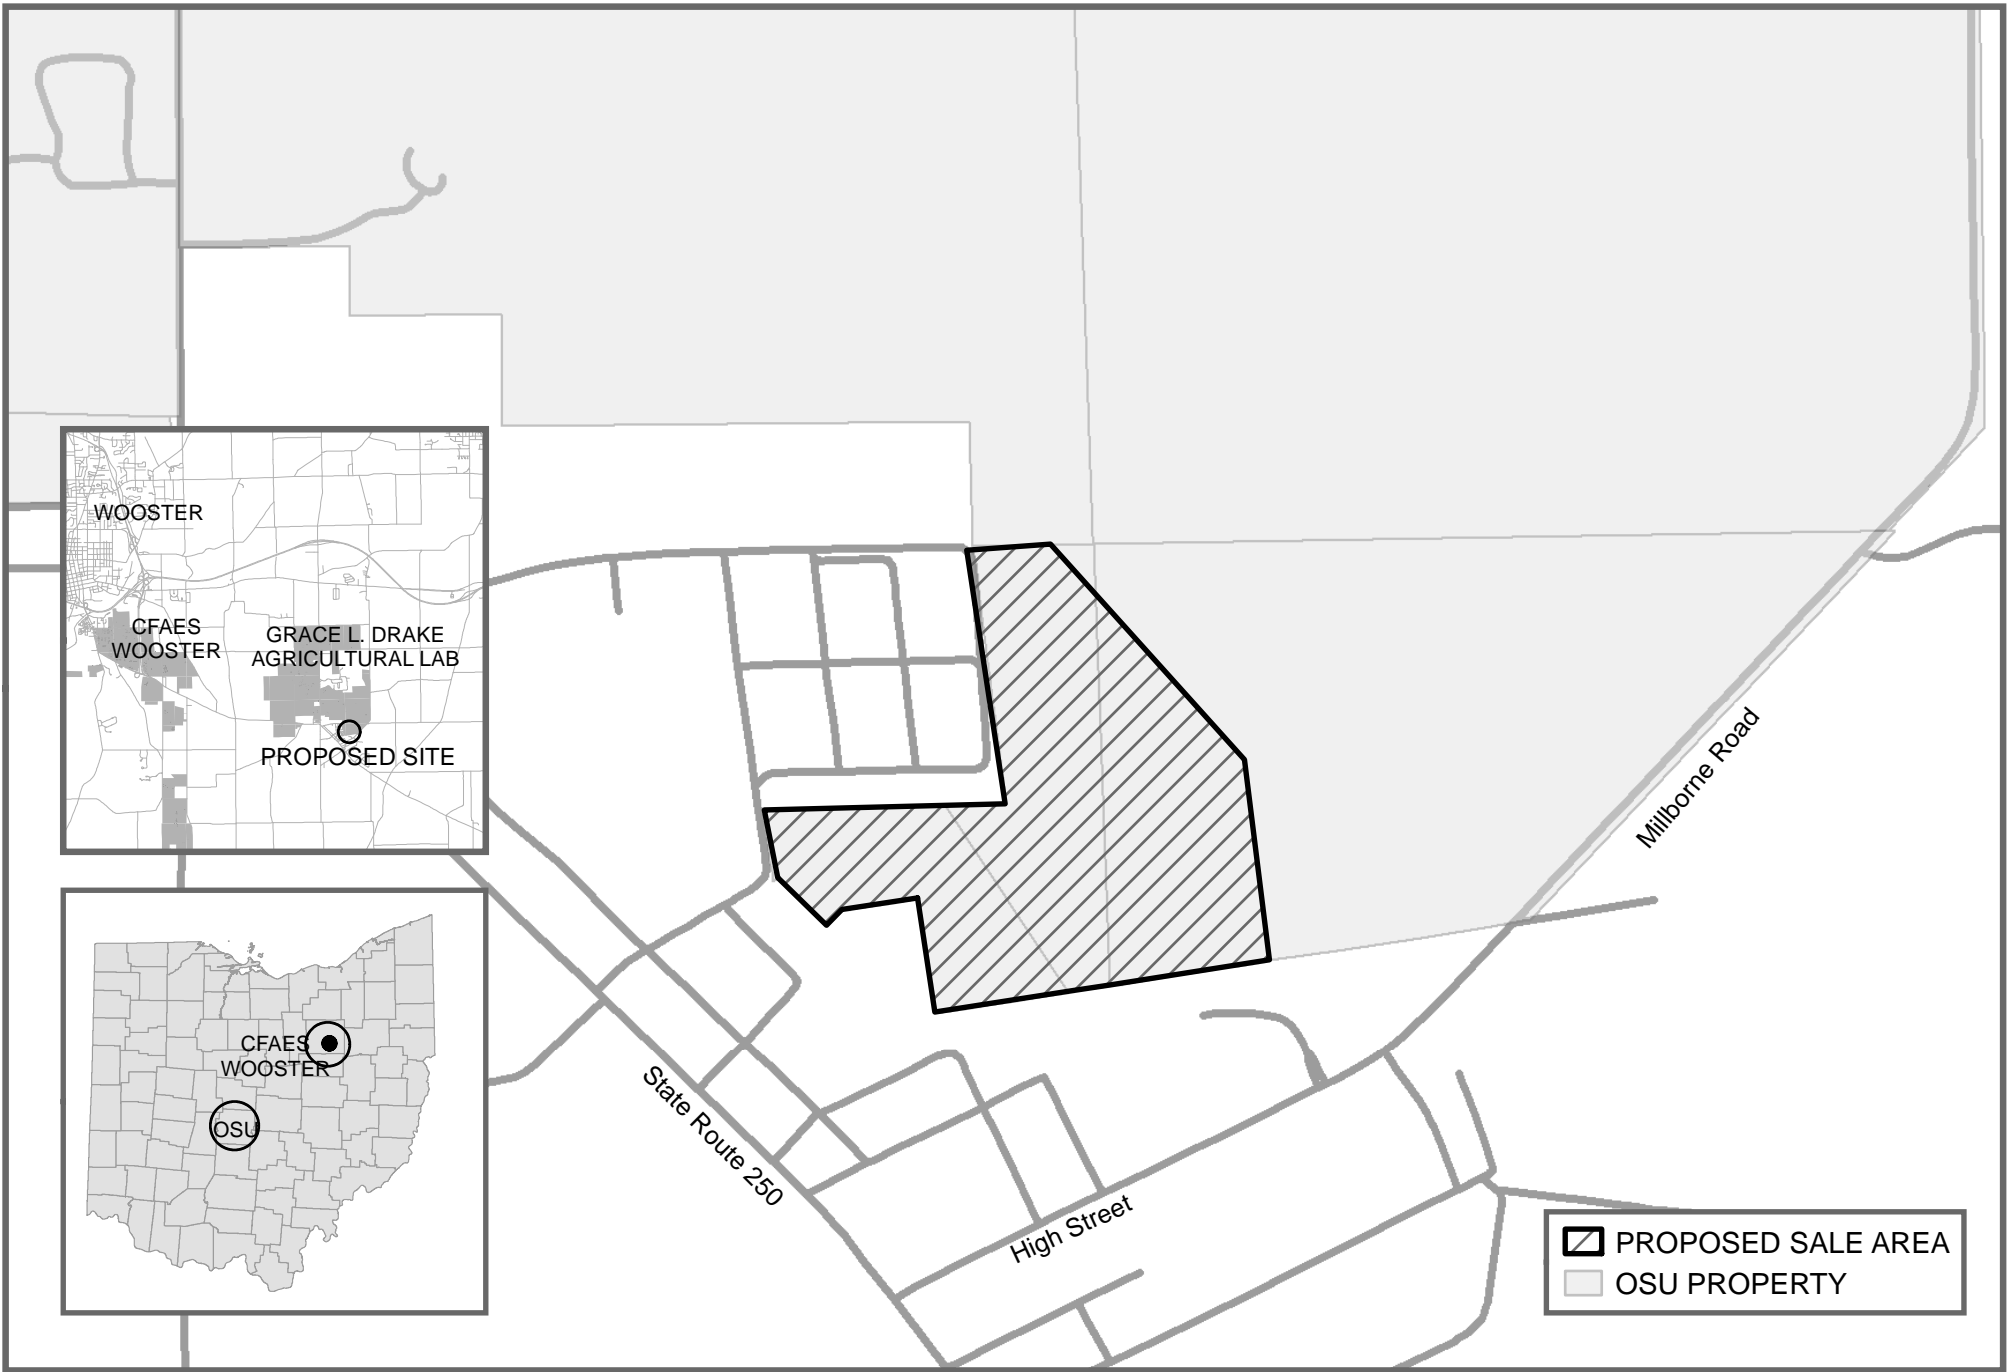 WOOSTER
CFAES
WOOSTER
GRACE L. DRAKE
AGRICULTURAL LAB
PROPOSED SITE
Millborne Road
CFAES
WOOSTER
OSU
State Route 250
High Street
PROPOSED SALE AREA
OSU PROPERTY